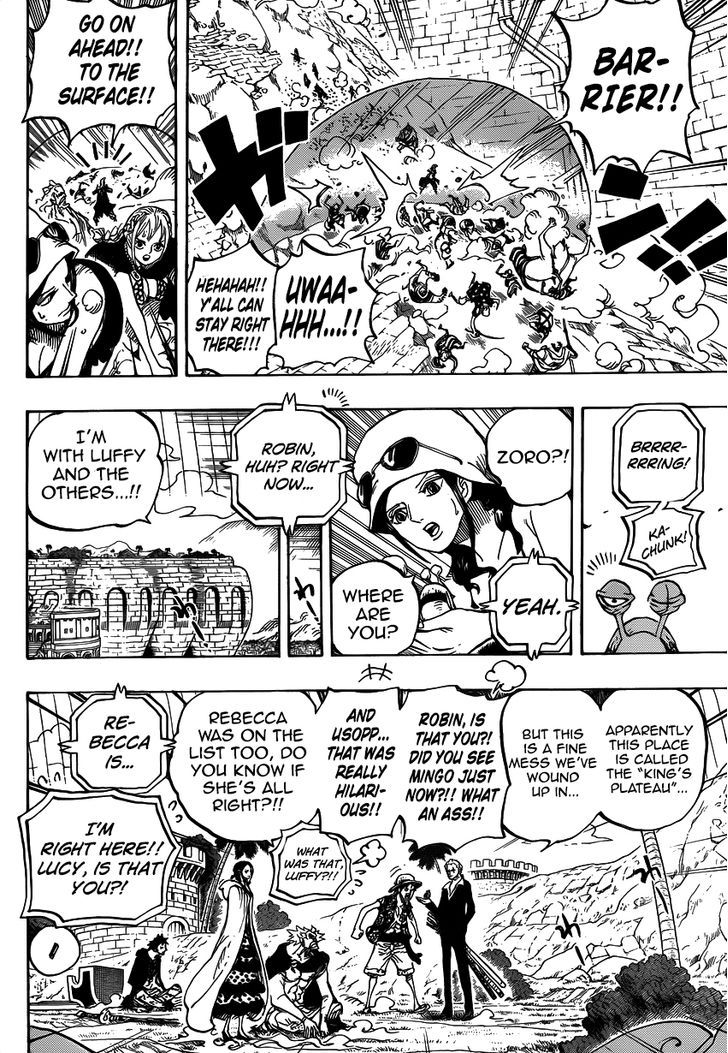 BAR-
RIER!!
UWAA-
HHH...!!
HEHAHAH!!
Y'ALL CAN
STAY RIGHT
THERE!!!
GO ON
AHEAD!!
TO THE
SURFACE!!
BRRRR-
RRRING!
KA-
CHUNK!
ZORO?!
YEAH.
WHERE
ARE
YOU?
ROBIN,
HUH? RIGHT
NOW...
I'M
WITH LUFFY
AND THE
OTHERS...!!
APPARENTLY
THIS PLACE
IS CALLED
THE "KING'S
PLATEAU"...
BUT THIS
IS A FINE
MESS WE'VE
WOUND
UP IN...
ROBIN, IS
THAT YOU?!
DID YOU SEE
MINGO JUST
NOW?!! WHAT
AN ASS!!
AND
USOPP...
THAT WAS
REALLY
HILARI-
OUS!!
REBECCA
WAS ON THE
LIST TOO, DO
YOU KNOW IF
SHE'S ALL
RIGHT?!!
WHAT
WAS THAT,
LUFFY?!!
RE-
BECCA
IS...
I'M
RIGHT HERE!!
LUCY, IS THAT
YOU?!